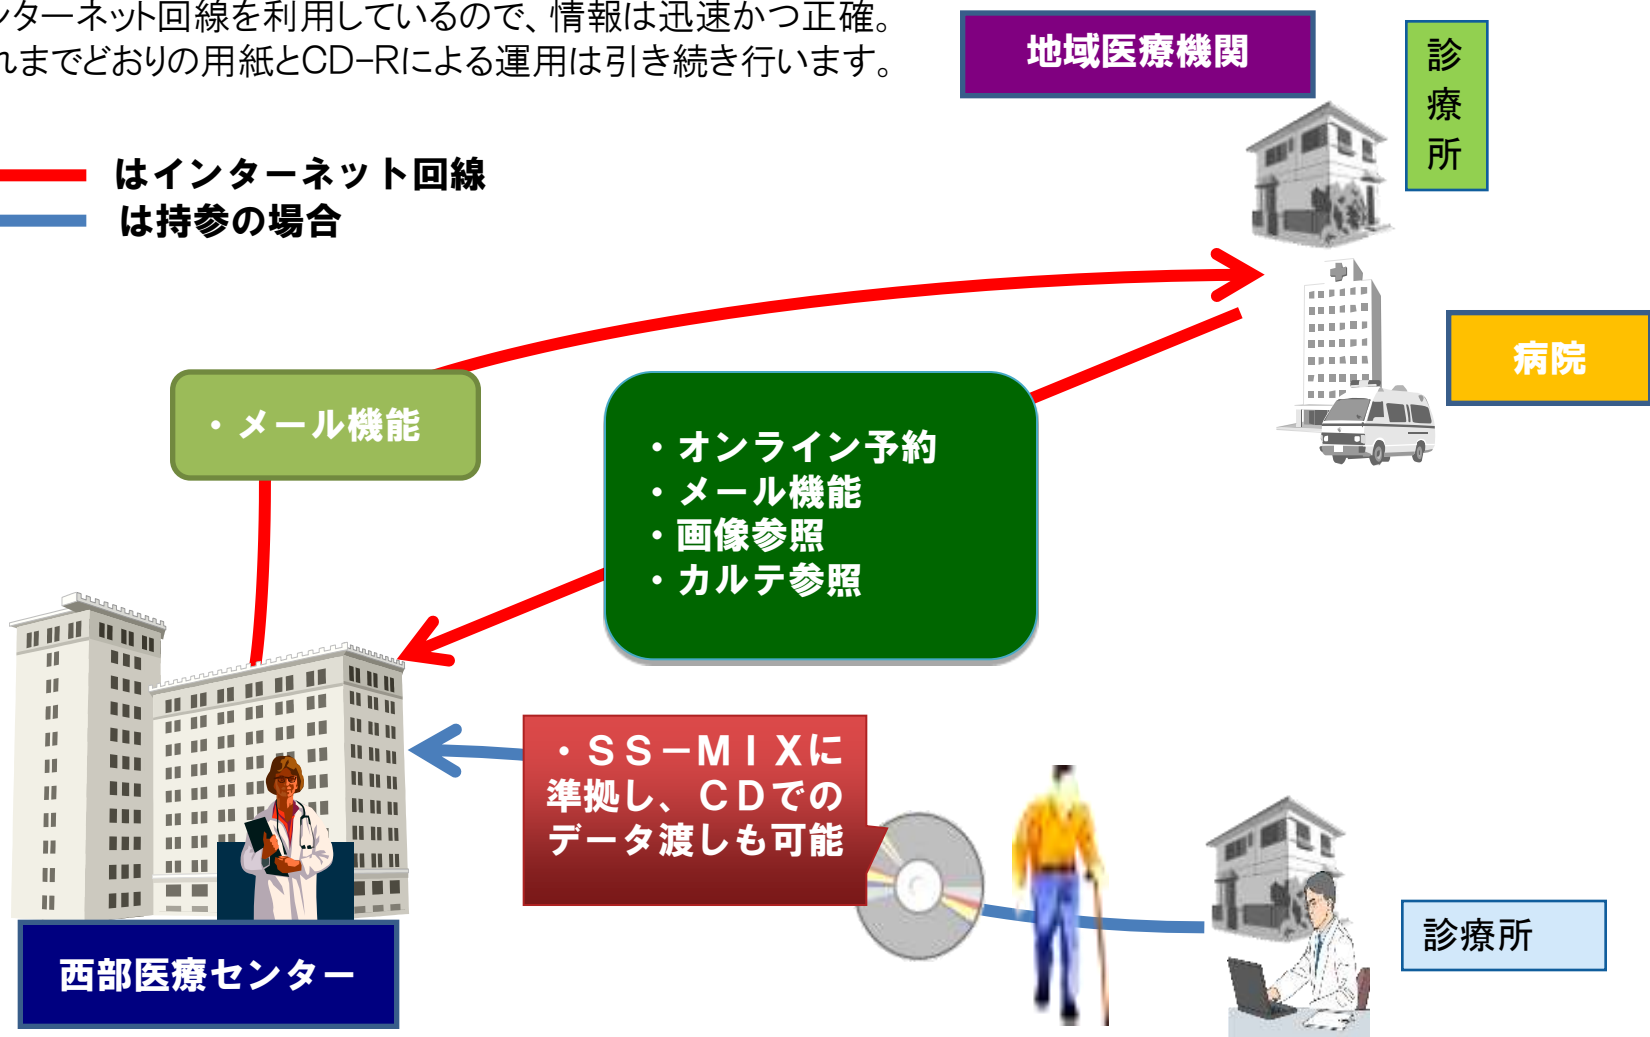 ンターネット回線を利用しているので、情報は迅速かつ正確。
れまでどおりの用紙とCD-Rによる運用は引き続き行います。
地域医療機関
診療所
はインターネット回線
は持参の場合
病院
・メール機能
・オンライン予約
・メール機能
・画像参照
・カルテ参照
・SS-MIXに
準拠し、CDでの
データ渡しも可能
診療所
西部医療センター